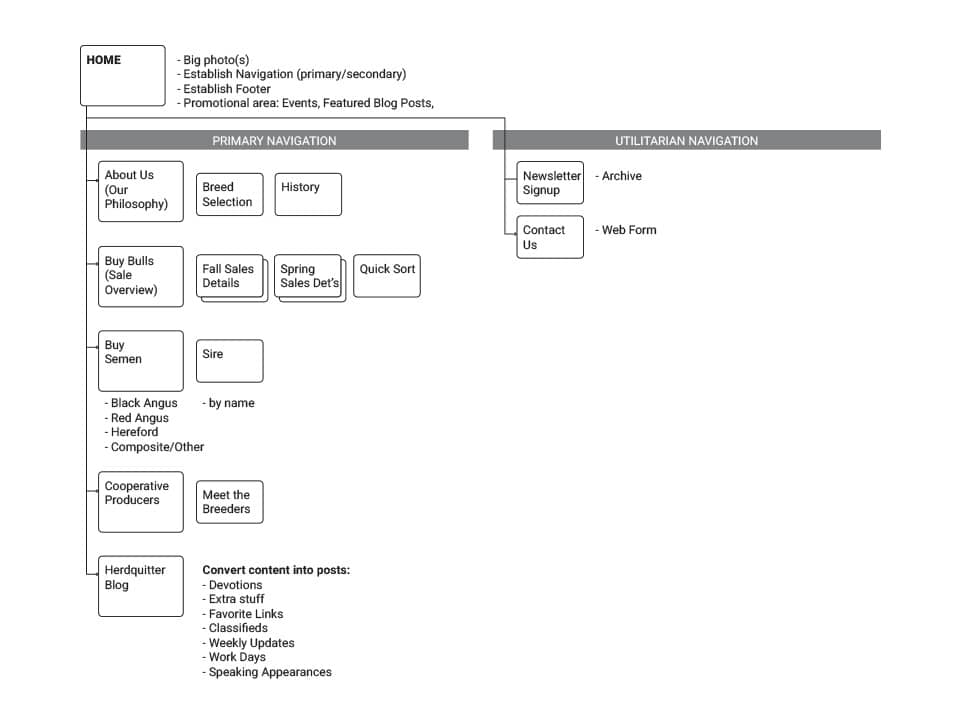 HOME
- Big photo(s)
- Establish Navigation (primary/secondary)
- Establish Footer
- Promotional area: Events, Featured Blog Posts,
PRIMARY NAVIGATION
UTILITARIAN NAVIGATION
About Us
(Our
Philosophy)
Breed
Selection
History
Newsletter
Signup
- Archive
Contact
Us
- Web Form
Buy Bulls
(Sale
Overview)
Fall Sales
Details
Spring
Sales Det's
Quick Sort
Buy
Semen
Sire
- Black Angus
- Red Angus
- Hereford
- Composite/Other
- by name
Cooperative
Producers
Meet the
Breeders
Herdquitter
Blog
Convert content into posts:
- Devotions
- Extra stuff
- Favorite Links
- Classifieds
- Weekly Updates
- Work Days
- Speaking Appearances